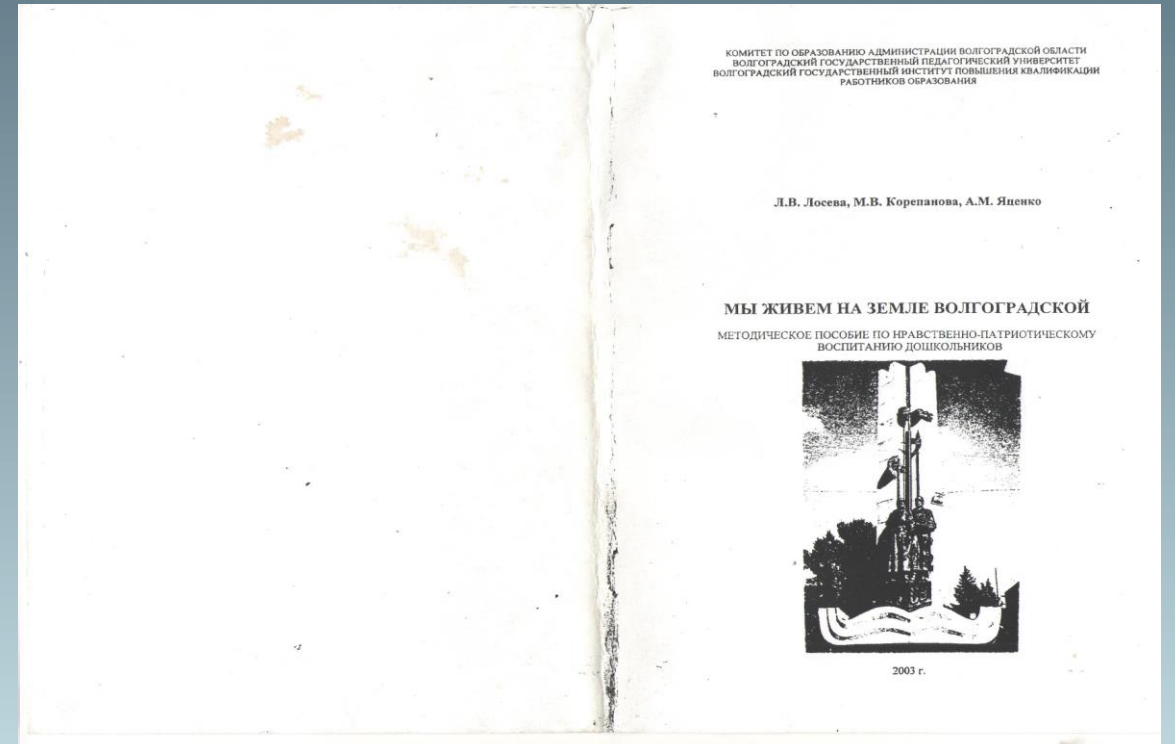 КОМИТЕТ ПО ОБРАЗОВАНИЮ АДМИНИСТРАЦИИ ВОЛГОГРАДСКОЙ ОБЛАСТИ
ВОЛГОГРАДСКИЙ ГОСУДАРСТВЕННЫЙ ПЕДАГОГИЧЕСКИЙ УНИВЕРСИТЕТ
ВОЛГОГРАДСКИЙ ГОСУДАРСТВЕННЫЙ ИНСТИТУТ ПОВЫШЕНИЯ КВАЛИФИКАЦИИ
РАБОТНИКОВ ОБРАЗОВАНИЯ
Л.В. Лосева, М.В. Корепанова, А.М. Яценко
МЫ ЖИВЕМ НА ЗЕМЛЕ ВОЛГОГРАДСКОЙ
МЕТОДИЧЕСКОЕ ПОСОБИЕ ПО НРАВСТВЕННО-ПАТРИОТИЧЕСКОМУ
ВОСПИТАНИЮ ДОШКОЛЬНИКОВ
2003 г.